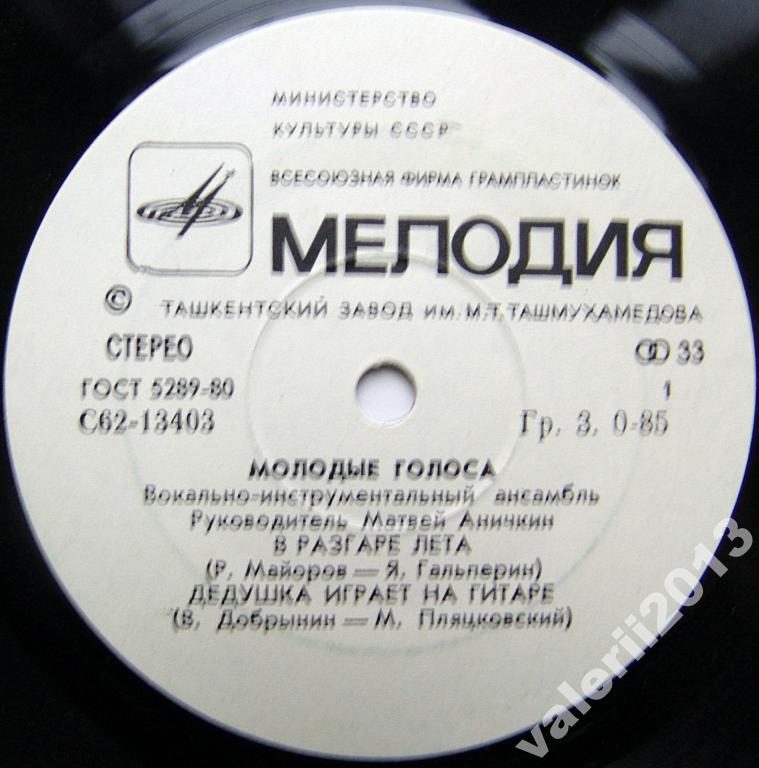 МИНИСТЕРСТВО
КУЛЬТУРЫ СССР
ВСЕСОЮЗНАЯ ФИРМА ГРАМПЛАСТИНОК
МЕЛОДИЯ
© ТАШКЕНТСКИЙ ЗАВОД ИМ. М.Т.ТАШМУХАМЕДОВА
СТЕРЕО 33
ГОСТ 5289-80 1
С62-13403 Гр. 3. 0-85
МОЛОДЫЕ ГОЛОСА
Вокально-инструментальный ансамбль
Руководитель Матвей Аничкин
В РАЗГАРЕ ЛЕТА
(Р. Майоров — Я. Гальперин)
ДЕДУШКА ИГРАЕТ НА ГИТАРЕ
(В. Добрынин — М. Пляцковский)
valerii2013